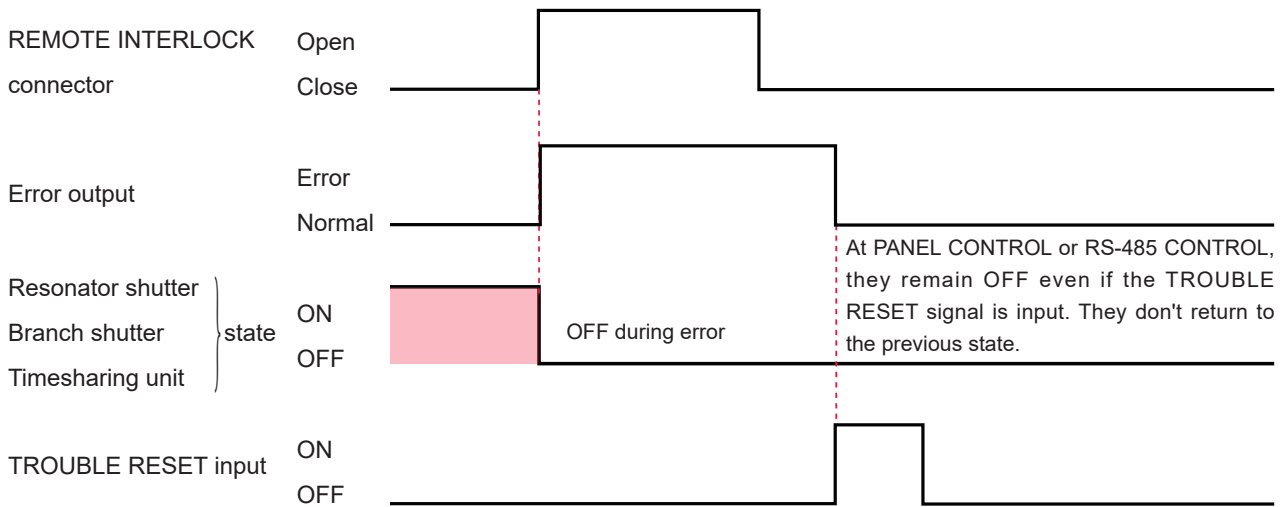 REMOTE INTERLOCK
connector
Open
Close
Error output
Error
Normal
Resonator shutter
Branch shutter
Timesharing unit
state
ON
OFF
OFF during error
At PANEL CONTROL or RS-485 CONTROL,
they remain OFF even if the TROUBLE
RESET signal is input. They don't return to
the previous state.
TROUBLE RESET input
ON
OFF